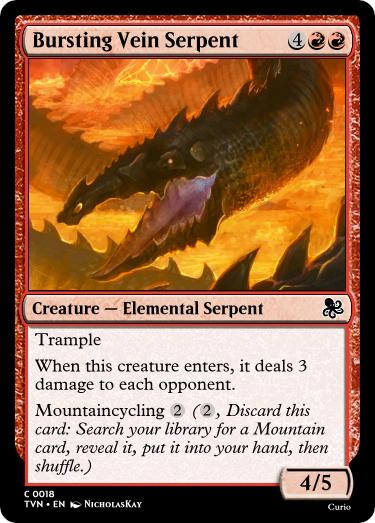 Bursting Vein Serpent 4
Creature — Elemental Serpent
Trample
When this creature enters, it deals 3
damage to each opponent.
Mountaincycling 2 (2, Discard this
card: Search your library for a Mountain
card, reveal it, put it into your hand, then
shuffle.)
4/5
C 0018
TVN • EN NicholasKay
Curio